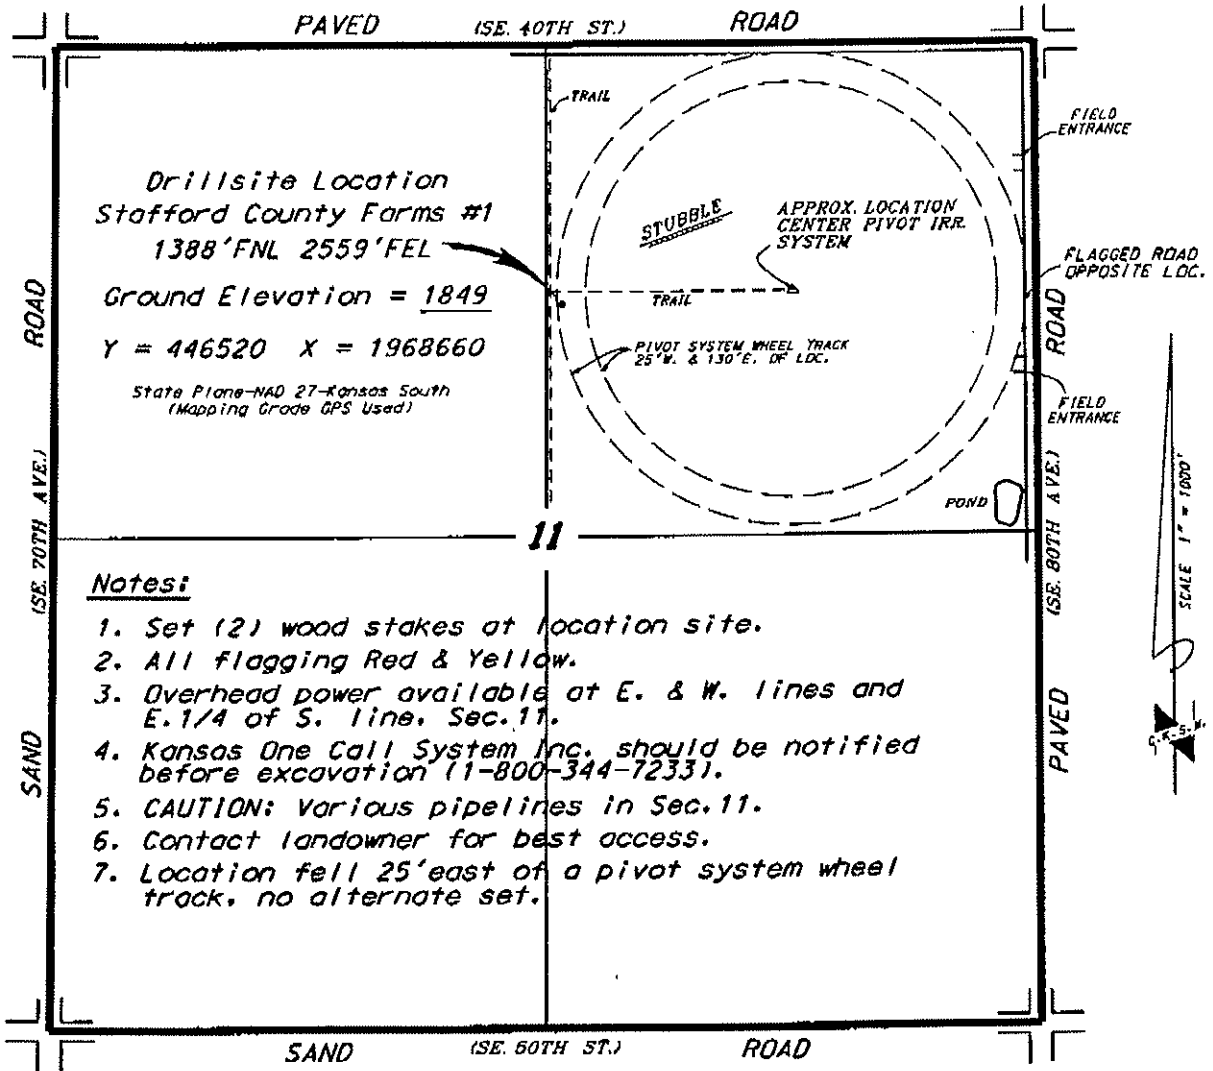 PAVED (SE. 40TH ST.) ROAD
TRAIL
FIELD
ENTRANCE
Drillsite Location
Stafford County Farms #1
1388'FNL 2559'FEL
Ground Elevation = 1849
Y = 446520 X = 1968660
State Plane-NAD 27-Kansas South
(Mapping Grade GPS Used)
STUBBLE
APPROX. LOCATION
CENTER PIVOT IRR.
SYSTEM
FLAGGED ROAD
OPPOSITE LOC.
TRAIL
PIVOT SYSTEM WHEEL TRACK
25'W. & 130'E. OF LOC.
FIELD
ENTRANCE
POND
ROAD
(SE. 70TH AVE.)
SAND
ROAD
(SE. 80TH AVE.)
PAVED
SCALE 1" = 1000'
11
Notes:
1. Set (2) wood stakes at location site.
2. All flagging Red & Yellow.
3. Overhead power available at E. & W. lines and
E.1/4 of S. line, Sec.11.
4. Kansas One Call System Inc. should be notified
before excavation (1-800-344-7233).
5. CAUTION: Various pipelines in Sec.11.
6. Contact landowner for best access.
7. Location fell 25'east of a pivot system wheel
track, no alternate set.
SAND (SE. 50TH ST.) ROAD